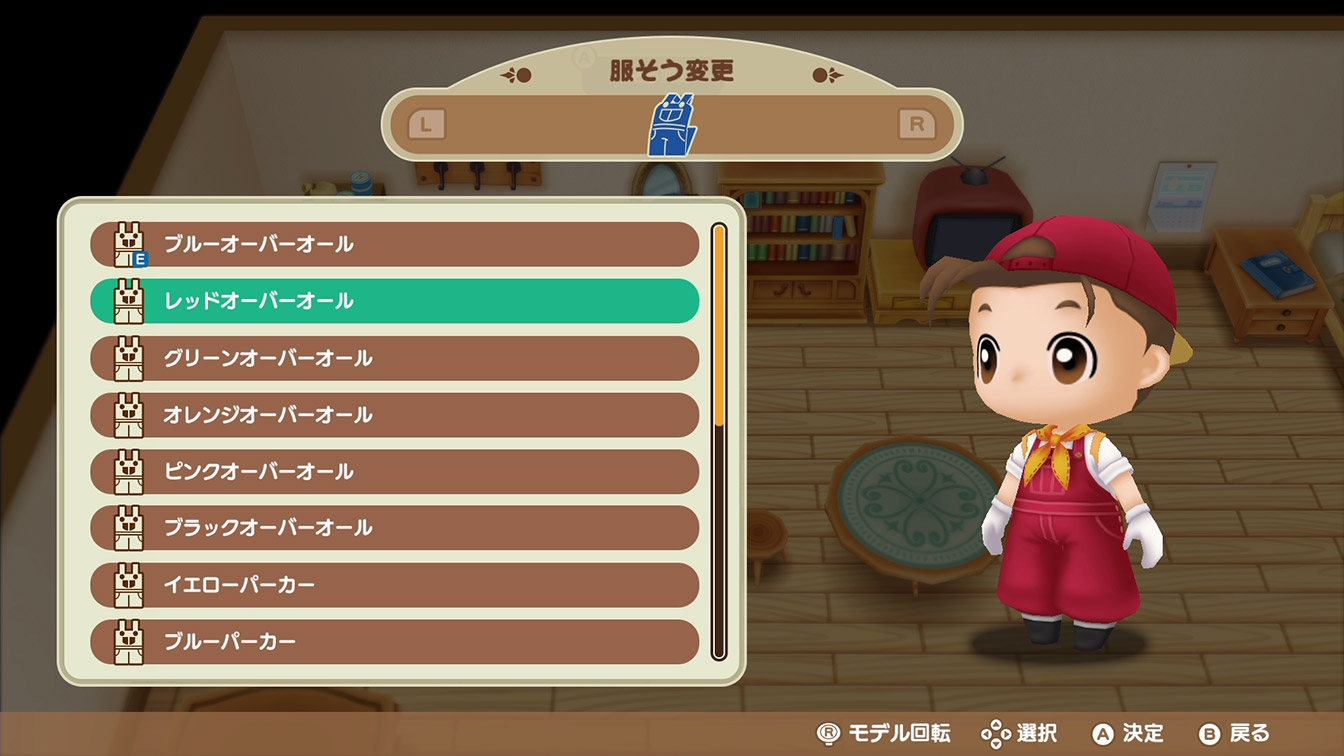 服そう変更
L
R
ブルーオーバーオール
E
レッドオーバーオール
グリーンオーバーオール
オレンジオーバーオール
ピンクオーバーオール
ブラックオーバーオール
イエローパーカー
ブルーパーカー
R モデル回転 選択 A 決定 B 戻る